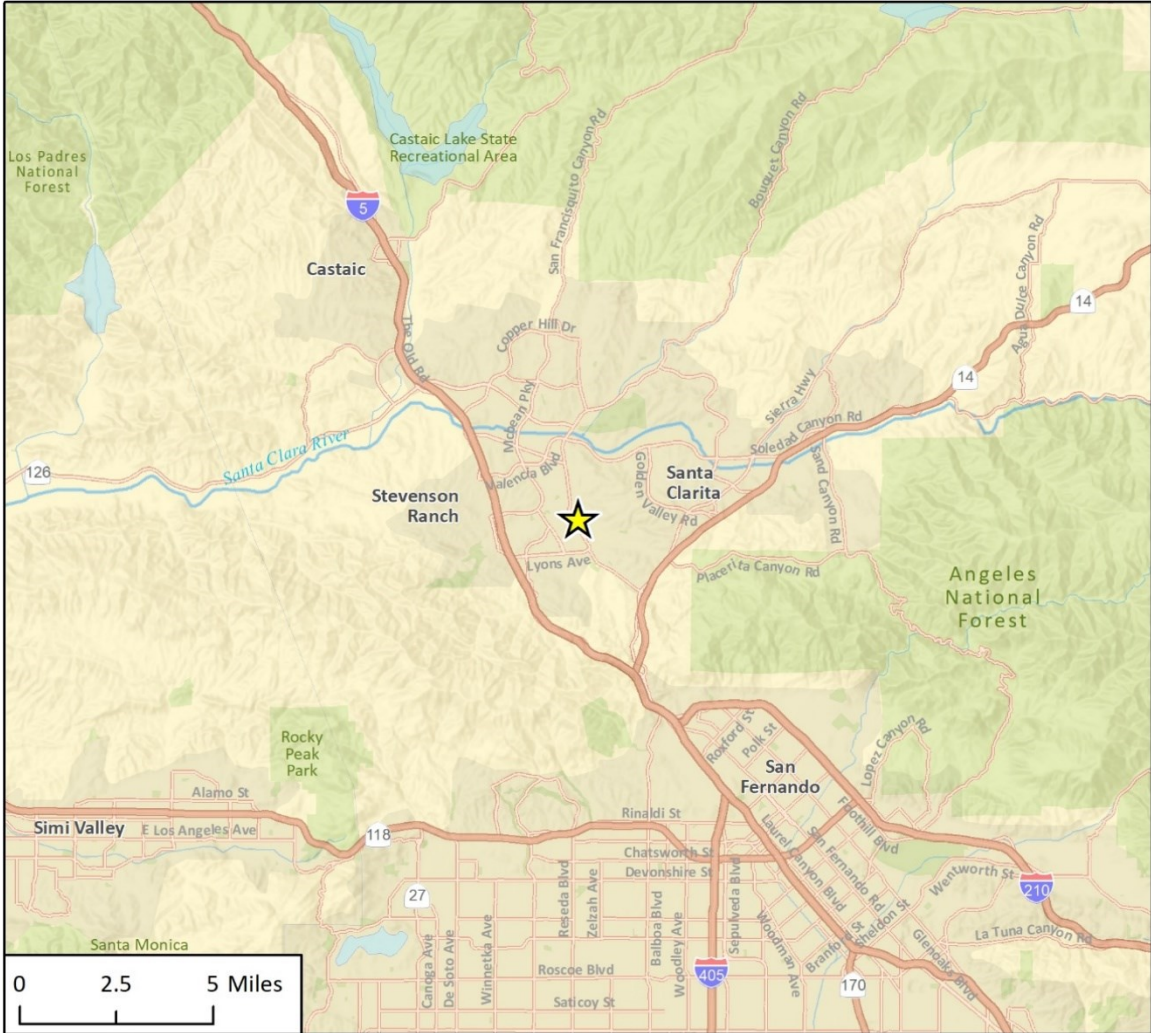 Castaic Lake State
Recreational Area
Los Padres
National
Forest
5
San Francisquito Canyon Rd
Bouquet Canyon Rd
Castaic
Agua Dulce Canyon Rd
14
The Old Rd
Copper Hill Dr
14
McBean Pky
Sierra Hwy
Soledad Canyon Rd
Santa Clara River
126
Valencia Blvd
Golden Valley Rd
Santa
Clarita
Sand Canyon Rd
Stevenson
Ranch
Lyons Ave
Placerita Canyon Rd
Angeles
National
Forest
Rocky
Peak
Park
Roxford St
Polk St
Lopez Canyon Rd
San
Fernando
Alamo St
Simi Valley
E Los Angeles Ave
118
Rinaldi St
Chatsworth St
Devonshire St
Laurel Canyon Blvd
San Fernando Rd
Foothill Blvd
Wentworth St
210
27
Reseda Blvd
Zelzah Ave
Balboa Blvd
Woodley Ave
Sepulveda Blvd
Woodman Ave
Branford St
Sheldon St
Glenoaks Blvd
La Tuna Canyon Rd
Santa Monica
Canoga Ave
De Soto Ave
Winnetka Ave
Roscoe Blvd
405
170
Saticoy St
0 2.5 5 Miles